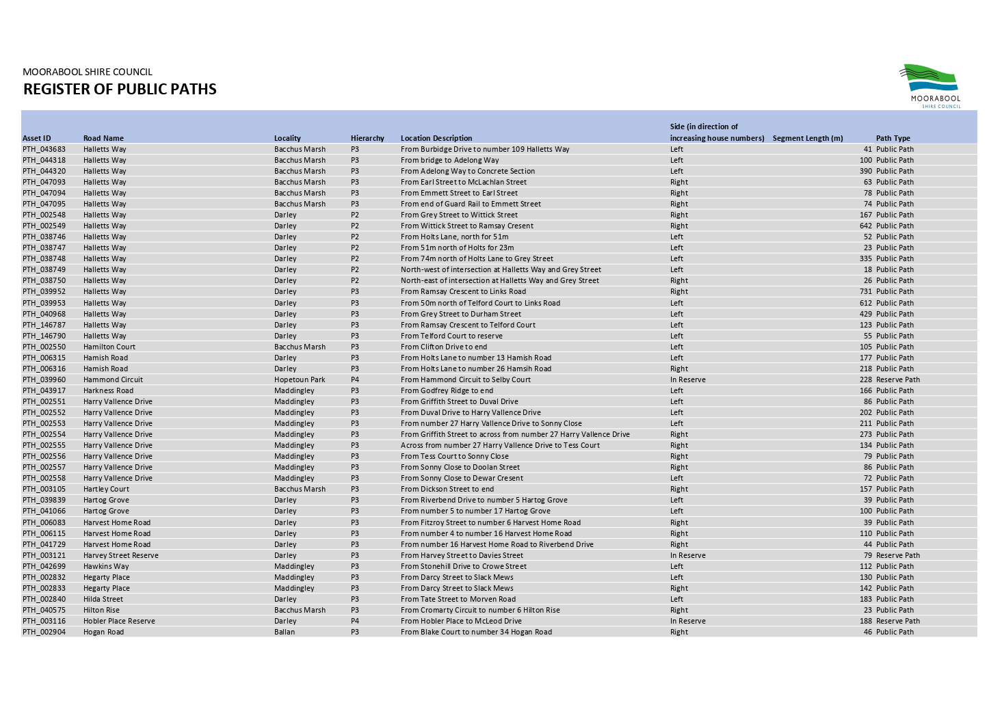 MOORABOOL SHIRE COUNCIL
REGISTER OF PUBLIC PATHS
MOORABOOL
SHIRE COUNCIL
Asset ID Road Name Locality Hierarchy Location Description Side (in direction of increasing house numbers) Segment Length (m) Path Type
PTH_043683 Halletts Way Bacchus Marsh P3 From Burbidge Drive to number 109 Halletts Way Left 41 Public Path
PTH_044318 Halletts Way Bacchus Marsh P3 From bridge to Adelong Way Left 100 Public Path
PTH_044320 Halletts Way Bacchus Marsh P3 From Adelong Way to Concrete Section Left 390 Public Path
PTH_047093 Halletts Way Bacchus Marsh P3 From Earl Street to McLachlan Street Right 63 Public Path
PTH_047094 Halletts Way Bacchus Marsh P3 From Emmett Street to Earl Street Right 78 Public Path
PTH_047095 Halletts Way Bacchus Marsh P3 From end of Guard Rail to Emmett Street Right 74 Public Path
PTH_002548 Halletts Way Darley P2 From Grey Street to Wittick Street Right 167 Public Path
PTH_002549 Halletts Way Darley P2 From Wittick Street to Ramsay Cresent Right 642 Public Path
PTH_038746 Halletts Way Darley P2 From Holts Lane, north for 51m Left 52 Public Path
PTH_038747 Halletts Way Darley P2 From 51m north of Holts for 23m Left 23 Public Path
PTH_038748 Halletts Way Darley P2 From 74m north of Holts Lane to Grey Street Left 335 Public Path
PTH_038749 Halletts Way Darley P2 North-west of intersection at Halletts Way and Grey Street Left 18 Public Path
PTH_038750 Halletts Way Darley P2 North-east of intersection at Halletts Way and Grey Street Right 26 Public Path
PTH_039952 Halletts Way Darley P3 From Ramsay Crescent to Links Road Right 731 Public Path
PTH_039953 Halletts Way Darley P3 From 50m north of Telford Court to Links Road Left 612 Public Path
PTH_040968 Halletts Way Darley P3 From Grey Street to Durham Street Left 429 Public Path
PTH_146787 Halletts Way Darley P3 From Ramsay Crescent to Telford Court Left 123 Public Path
PTH_146790 Halletts Way Darley P3 From Telford Court to reserve Left 55 Public Path
PTH_002550 Hamilton Court Bacchus Marsh P3 From Clifton Drive to end Left 105 Public Path
PTH_006315 Hamish Road Darley P3 From Holts Lane to number 13 Hamish Road Left 177 Public Path
PTH_006316 Hamish Road Darley P3 From Holts Lane to number 26 Hamsih Road Right 218 Public Path
PTH_039960 Hammond Circuit Hopetoun Park P4 From Hammond Circuit to Selby Court In Reserve 228 Reserve Path
PTH_043917 Harkness Road Maddingley P3 From Godfrey Ridge to end Left 166 Public Path
PTH_002551 Harry Vallence Drive Maddingley P3 From Griffith Street to Duval Drive Left 86 Public Path
PTH_002552 Harry Vallence Drive Maddingley P3 From Duval Drive to Harry Vallence Drive Left 202 Public Path
PTH_002553 Harry Vallence Drive Maddingley P3 From number 27 Harry Vallence Drive to Sonny Close Left 211 Public Path
PTH_002554 Harry Vallence Drive Maddingley P3 From Griffith Street to across from number 27 Harry Vallence Drive Right 273 Public Path
PTH_002555 Harry Vallence Drive Maddingley P3 Across from number 27 Harry Vallence Drive to Tess Court Right 134 Public Path
PTH_002556 Harry Vallence Drive Maddingley P3 From Tess Court to Sonny Close Right 79 Public Path
PTH_002557 Harry Vallence Drive Maddingley P3 From Sonny Close to Doolan Street Right 86 Public Path
PTH_002558 Harry Vallence Drive Maddingley P3 From Sonny Close to Dewar Cresent Left 72 Public Path
PTH_003105 Hartley Court Bacchus Marsh P3 From Dickson Street to end Right 157 Public Path
PTH_039839 Hartog Grove Darley P3 From Riverbend Drive to number 5 Hartog Grove Left 39 Public Path
PTH_041066 Hartog Grove Darley P3 From number 5 to number 17 Hartog Grove Left 100 Public Path
PTH_006083 Harvest Home Road Darley P3 From Fitzroy Street to number 6 Harvest Home Road Right 39 Public Path
PTH_006115 Harvest Home Road Darley P3 From number 4 to number 16 Harvest Home Road Right 110 Public Path
PTH_041729 Harvest Home Road Darley P3 From number 16 Harvest Home Road to Riverbend Drive Right 44 Public Path
PTH_003121 Harvey Street Reserve Darley P3 From Harvey Street to Davies Street In Reserve 79 Reserve Path
PTH_042699 Hawkins Way Maddingley P3 From Stonehill Drive to Crowe Street Left 112 Public Path
PTH_002832 Hegarty Place Maddingley P3 From Darcy Street to Slack Mews Left 130 Public Path
PTH_002833 Hegarty Place Maddingley P3 From Darcy Street to Slack Mews Right 142 Public Path
PTH_002840 Hilda Street Darley P3 From Tate Street to Morven Road Left 183 Public Path
PTH_040575 Hilton Rise Bacchus Marsh P3 From Cromarty Circuit to number 6 Hilton Rise Right 23 Public Path
PTH_003116 Hobler Place Reserve Darley P4 From Hobler Place to McLeod Drive In Reserve 188 Reserve Path
PTH_002904 Hogan Road Ballan P3 From Blake Court to number 34 Hogan Road Right 46 Public Path